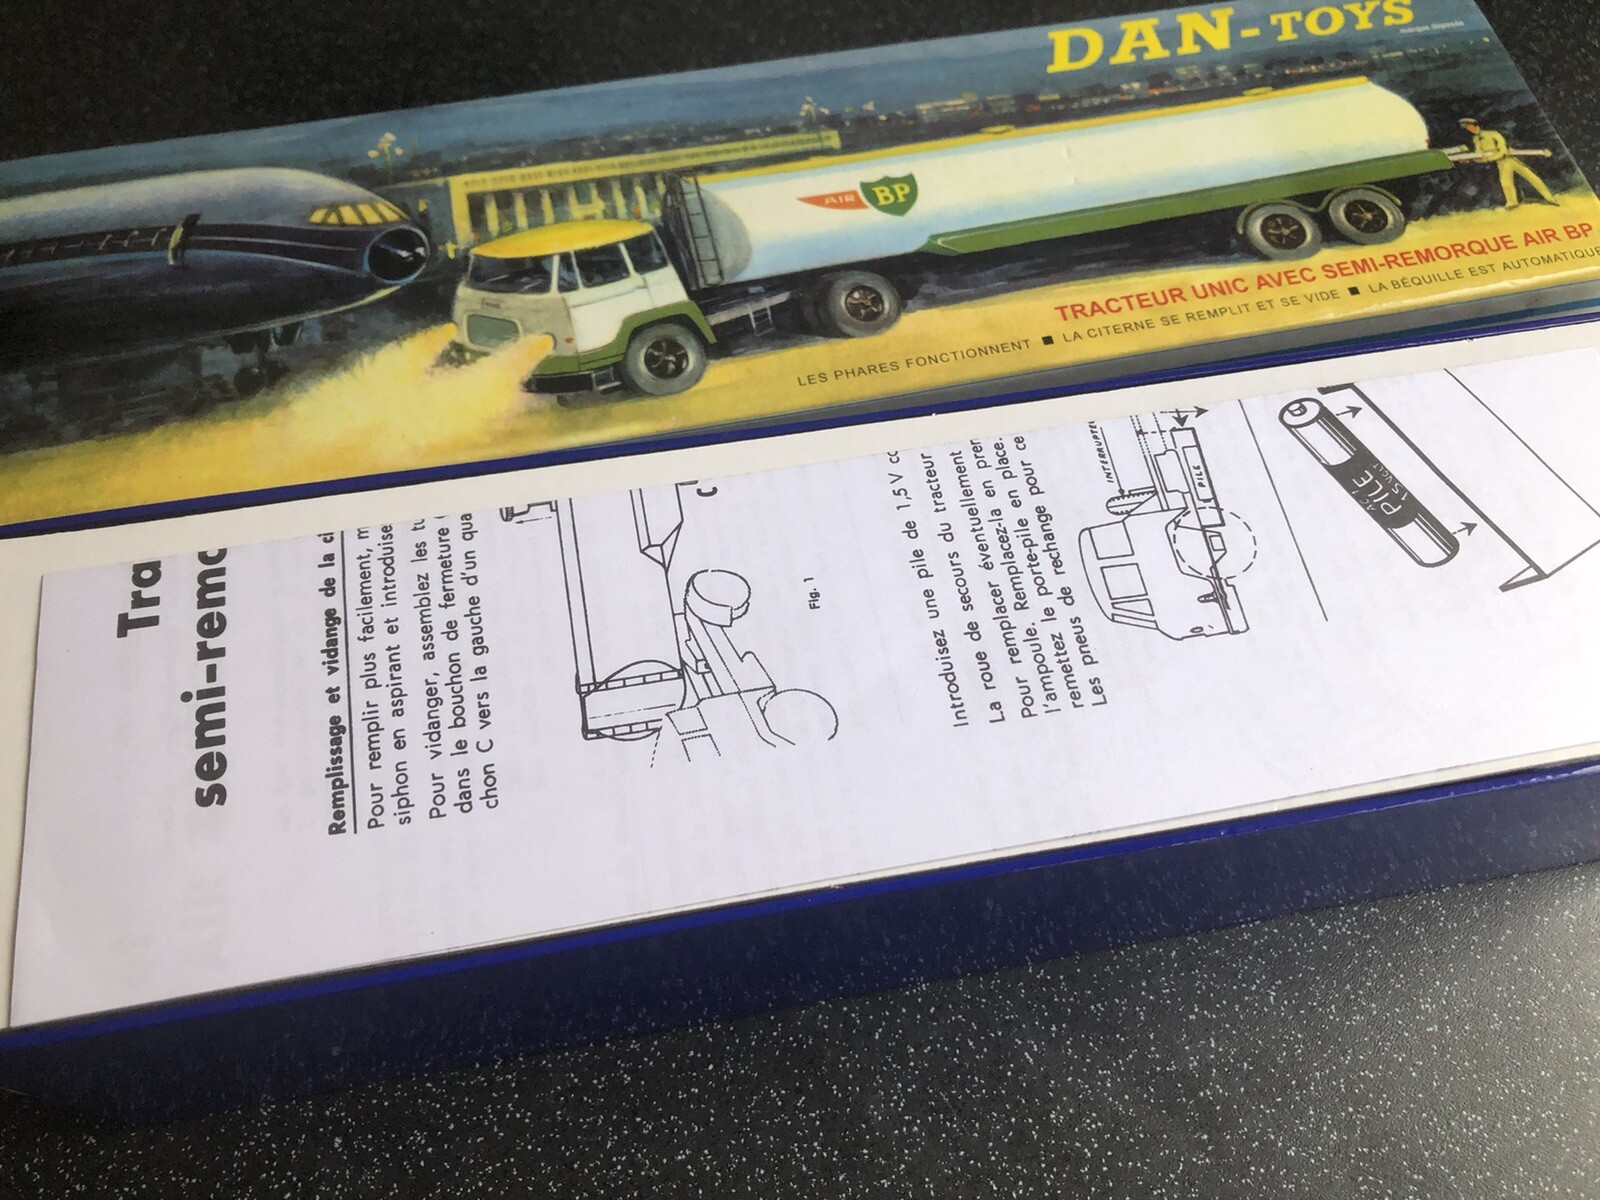 DAN-TOYS
marque déposée
AIR BP
TRACTEUR UNIC AVEC SEMI-REMORQUE AIR BP
LES PHARES FONCTIONNENT ■ LA CITERNE SE REMPLIT ET SE VIDE ■ LA BÉQUILLE EST AUTOMATIQUE
Tra
semi-remo
Remplissage et vidange de la ci
Pour remplir plus facilement, m
siphon en aspirant et introduise
Pour vidanger, assemblez les tu
dans le bouchon de fermeture
chon C vers la gauche d'un qua
C
Fig. 1
Introduisez une pile de 1,5 V co
La roue de secours du tracteur
Pour remplacer éventuellement
l'ampoule. Remplacez-la en pren
remettez le porte-pile en place.
Les pneus de rechange pour ce
INTERRUPTE
PILE
PILE
1,5 VOLT